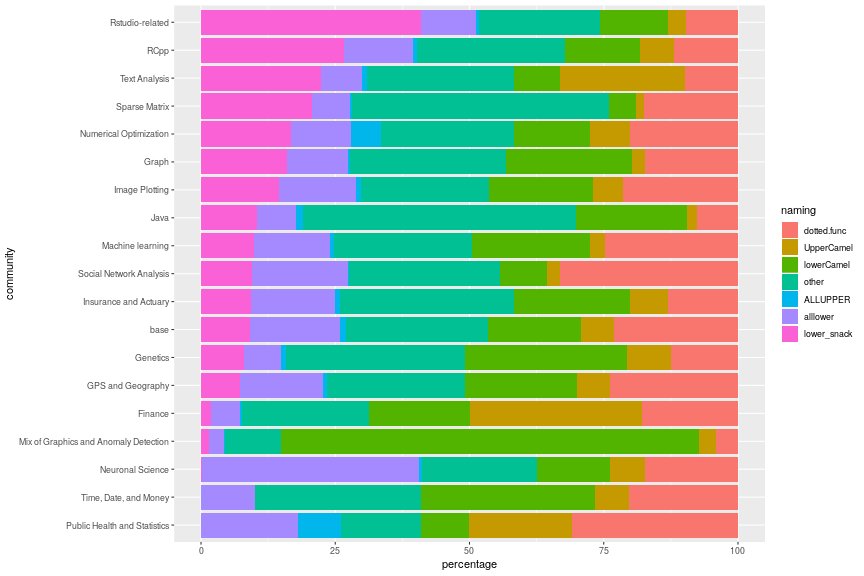 community
Rstudio-related
RCpp
Text Analysis
Sparse Matrix
Numerical Optimization
Graph
Image Plotting
Java
Machine learning
Social Network Analysis
Insurance and Actuary
base
Genetics
GPS and Geography
Finance
Mix of Graphics and Anomaly Detection
Neuronal Science
Time, Date, and Money
Public Health and Statistics
0 25 50 75 100
percentage
naming
dotted.func
UpperCamel
lowerCamel
other
ALLUPPER
alllower
lower_snack